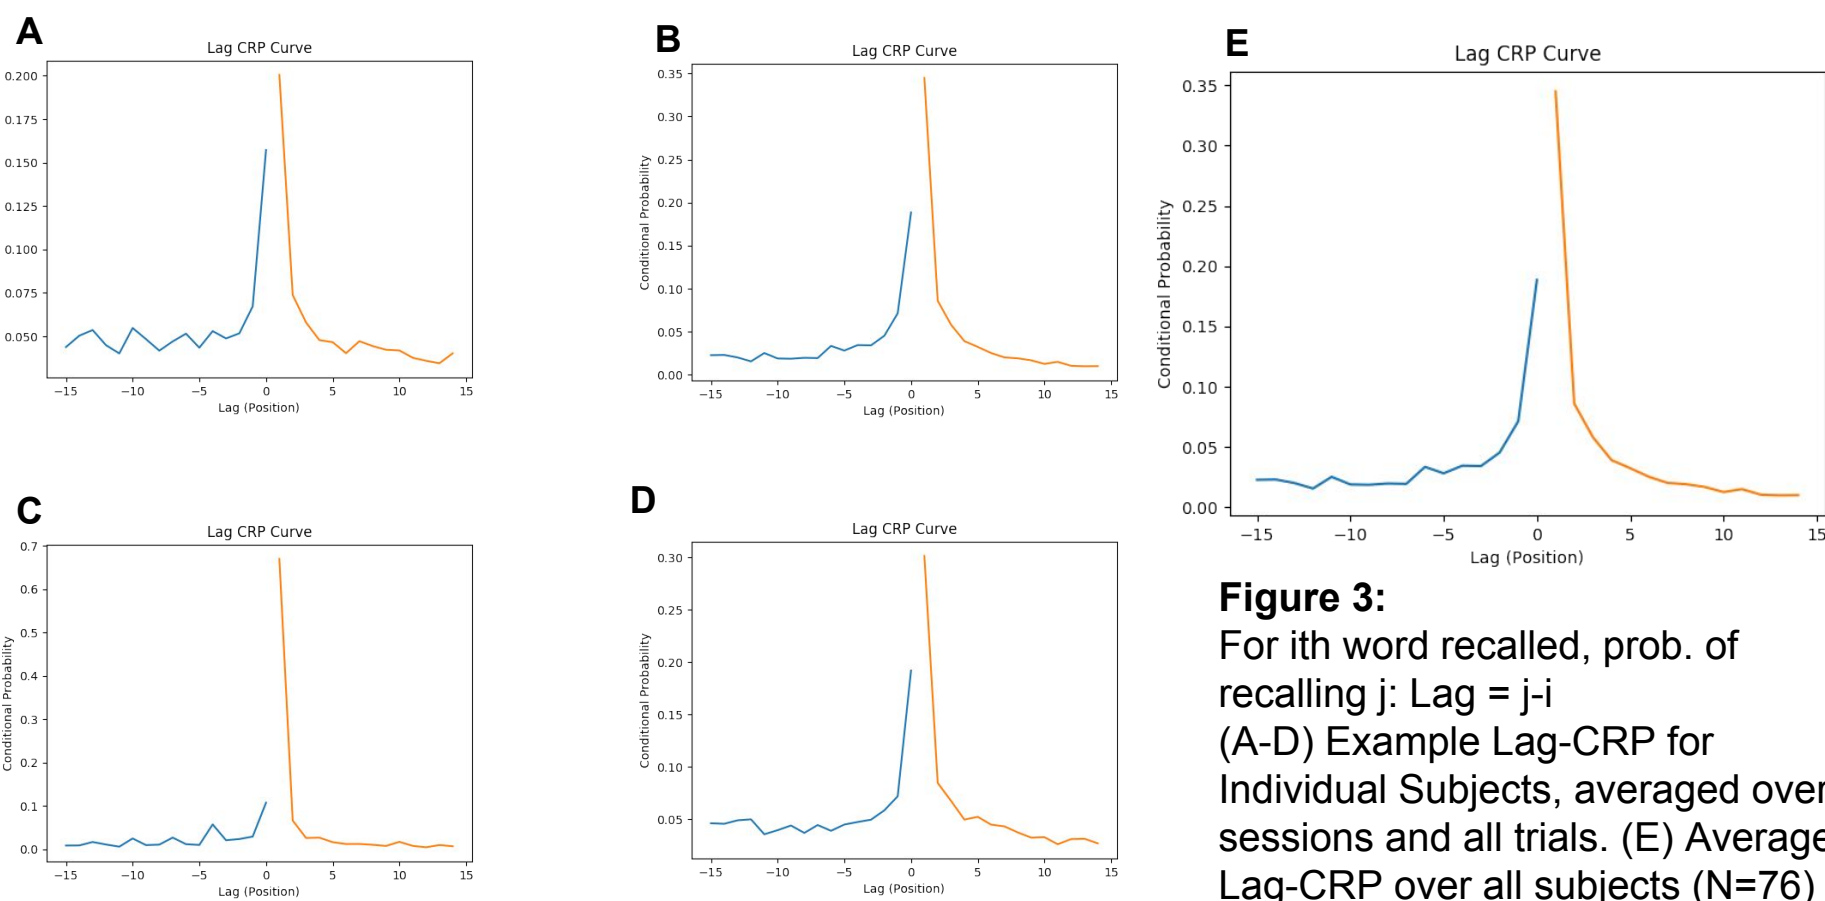 A
Lag CRP Curve
0.200
0.175
0.150
0.125
0.100
0.075
0.050
−15 −10 −5 0 5 10 15
Lag (Position)
B
Lag CRP Curve
Conditional Probability
0.35
0.30
0.25
0.20
0.15
0.10
0.05
0.00
−15 −10 −5 0 5 10 15
Lag (Position)
C
Lag CRP Curve
Conditional Probability
0.7
0.6
0.5
0.4
0.3
0.2
0.1
0.0
−15 −10 −5 0 5 10 15
Lag (Position)
D
Lag CRP Curve
Conditional Probability
0.30
0.25
0.20
0.15
0.10
0.05
−15 −10 −5 0 5 10 15
Lag (Position)
E
Lag CRP Curve
Conditional Probability
0.35
0.30
0.25
0.20
0.15
0.10
0.05
0.00
−15 −10 −5 0 5 10 15
Lag (Position)
Figure 3:
For ith word recalled, prob. of
recalling j: Lag = j-i
(A-D) Example Lag-CRP for
Individual Subjects, averaged over
sessions and all trials. (E) Average
Lag-CRP over all subjects (N=76)